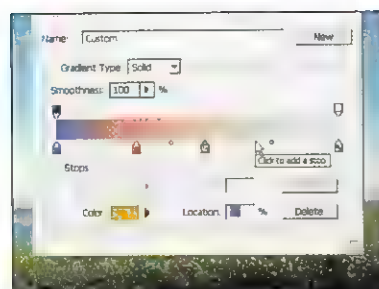 Name: Custom New
Gradient Type: Solid
Smoothness: 100 %
Click to add a stop
Stops
Color: Location: % Delete